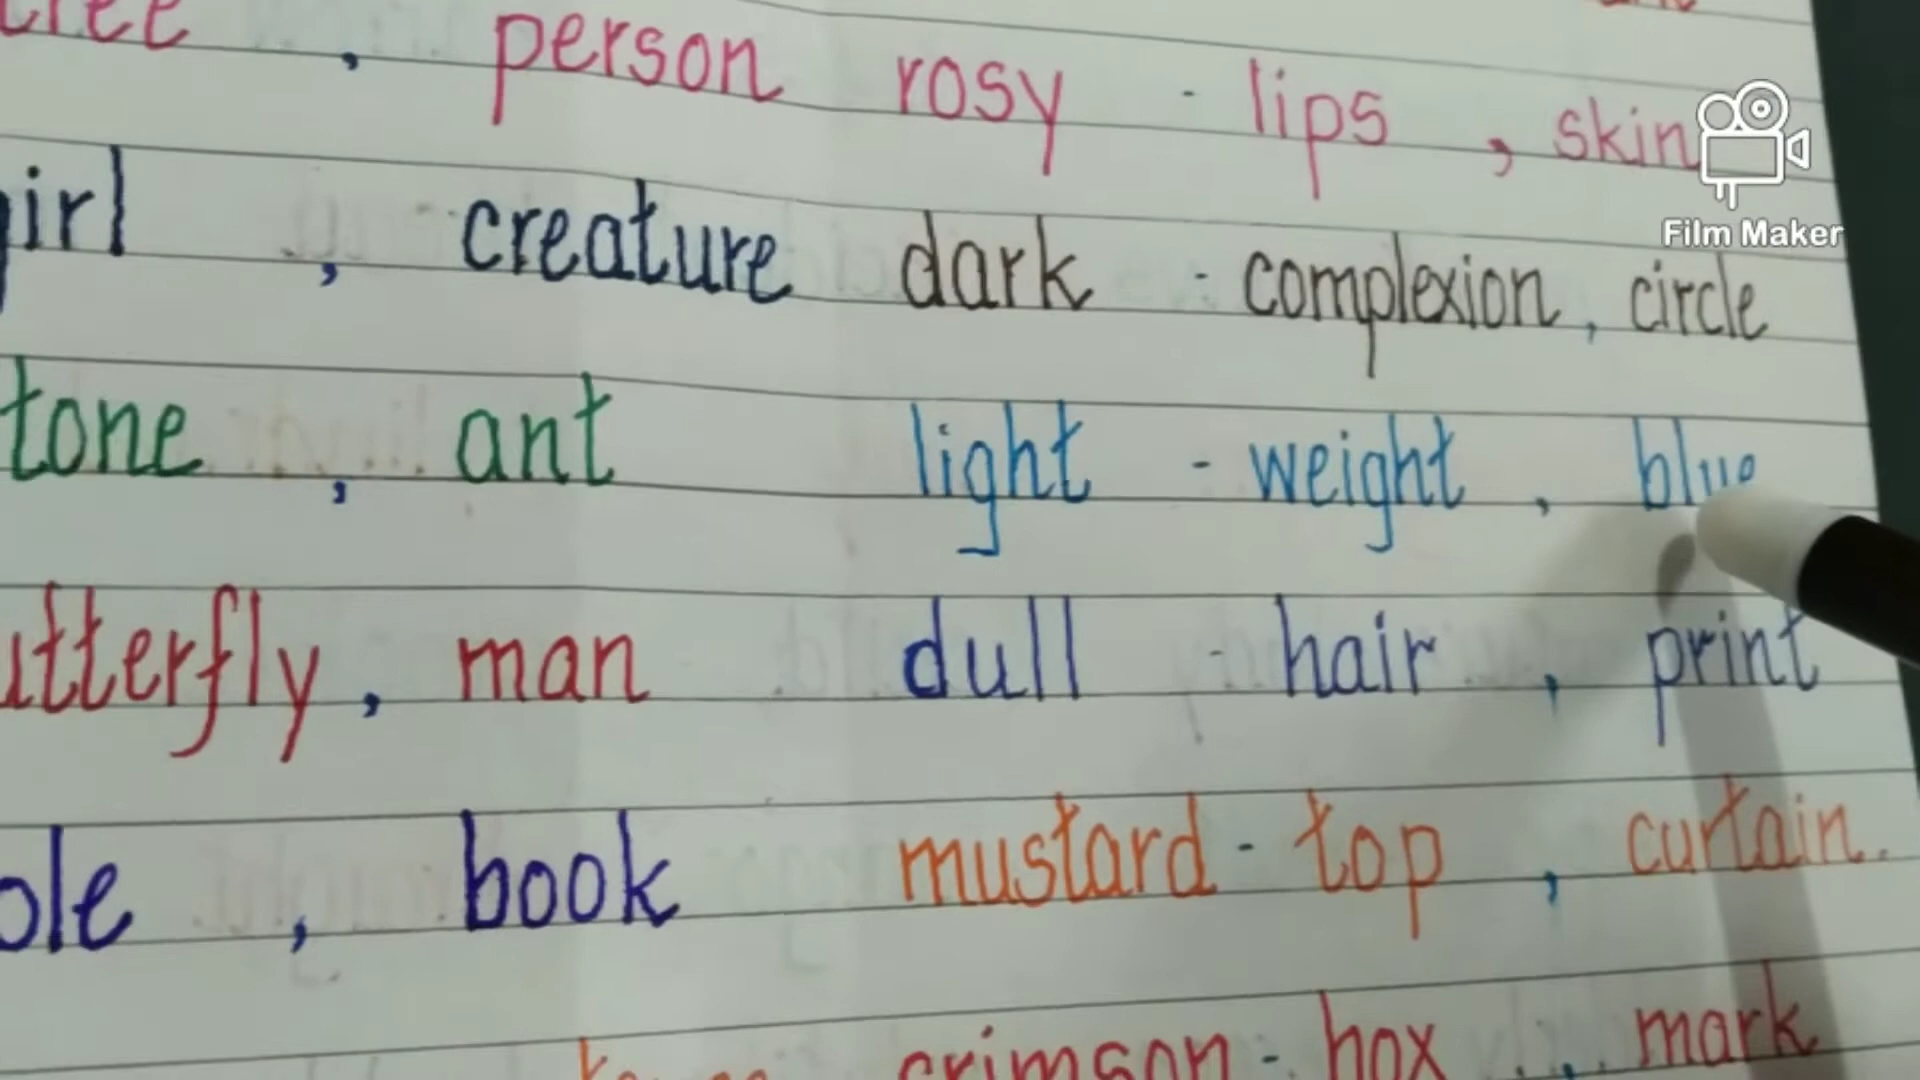 , person rosy - lips , skin
Film Maker
girl , creature dark - complexion, circle
tone , ant light - weight , blue
utterfly, man dull - hair , print
ole , book mustard - top , curtain.
crimson - box , mark